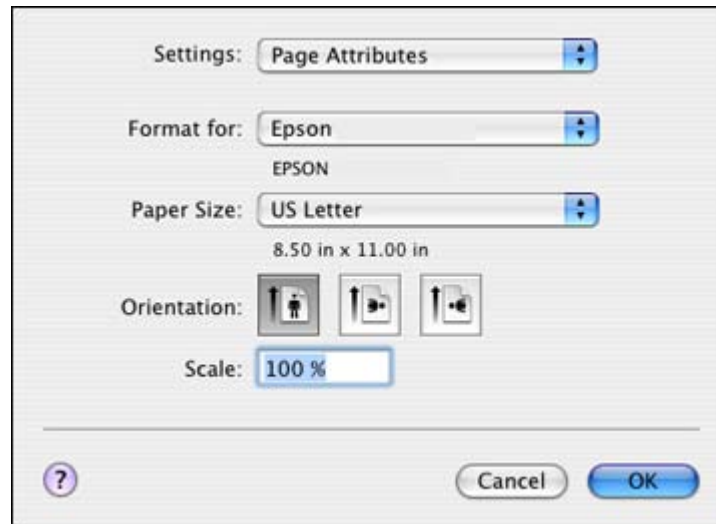 Settings: Page Attributes
Format for: Epson
EPSON
Paper Size: US Letter
8.50 in x 11.00 in
Orientation:
Scale: 100 %
? Cancel OK